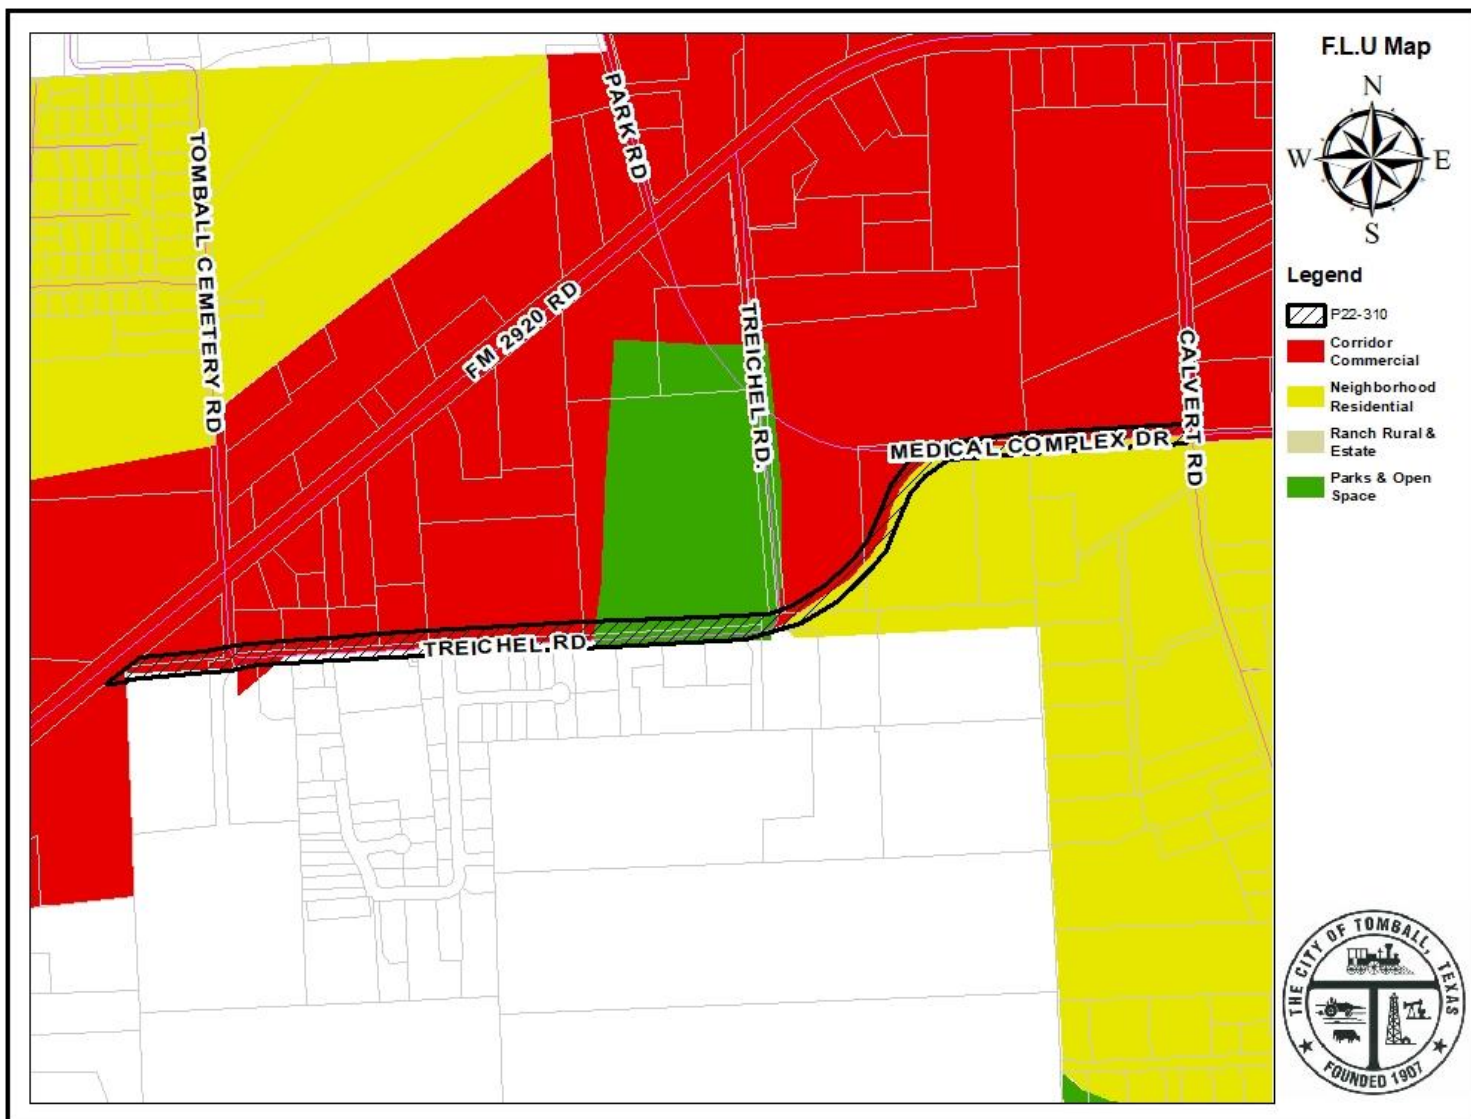 F.L.U Map
N
W E
S
Legend
P22-310
Corridor
Commercial
Neighborhood
Residential
Ranch Rural &
Estate
Parks & Open
Space
PARK RD
TOMBALL CEMETERY RD
FM 2920 RD
TREICHEL RD.
CALVERT RD
MEDICAL COMPLEX DR
TREICHEL RD
THE CITY OF TOMBALL, TEXAS
FOUNDED 1907